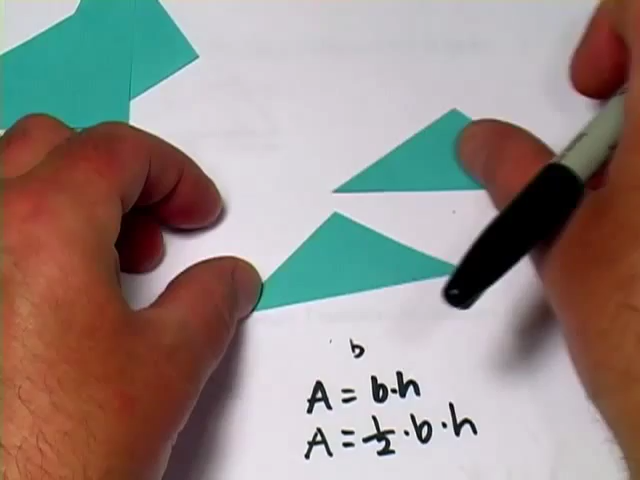 b
A = b·h
A = ½·b·h